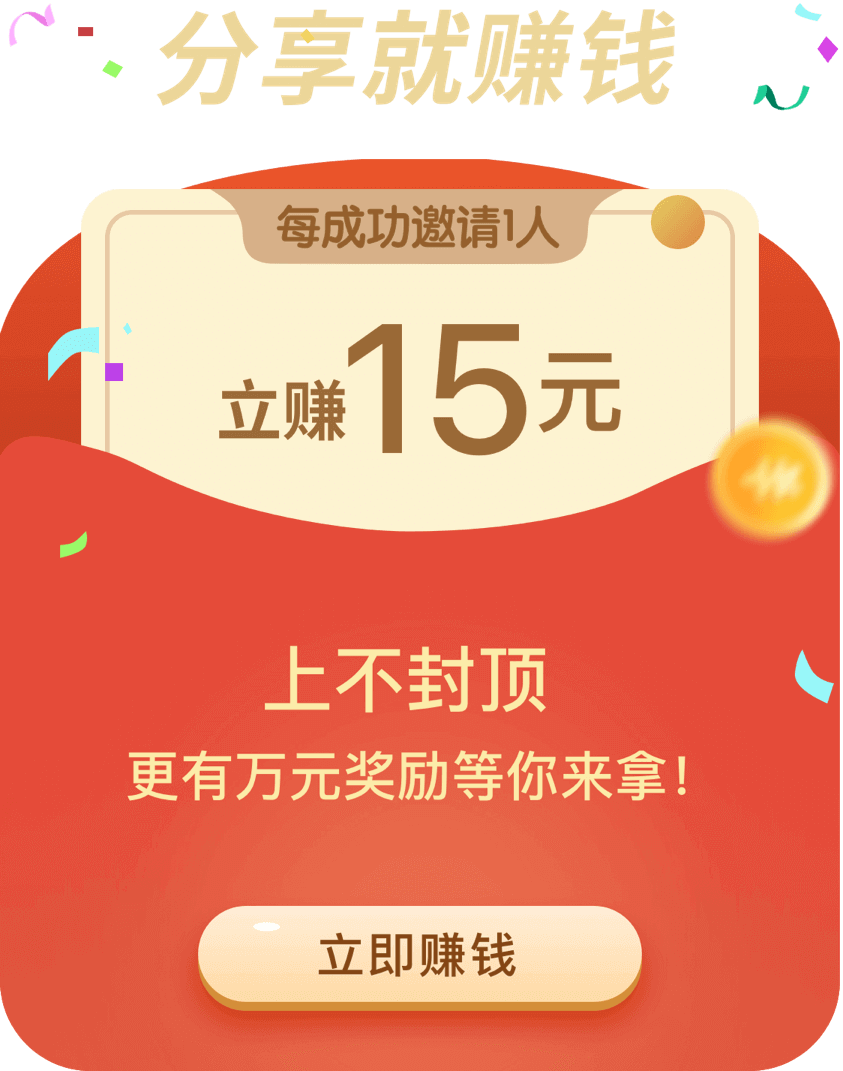 分享就赚钱
每成功邀请1人
立赚15元
上不封顶
更有万元奖励等你来拿！
立即赚钱